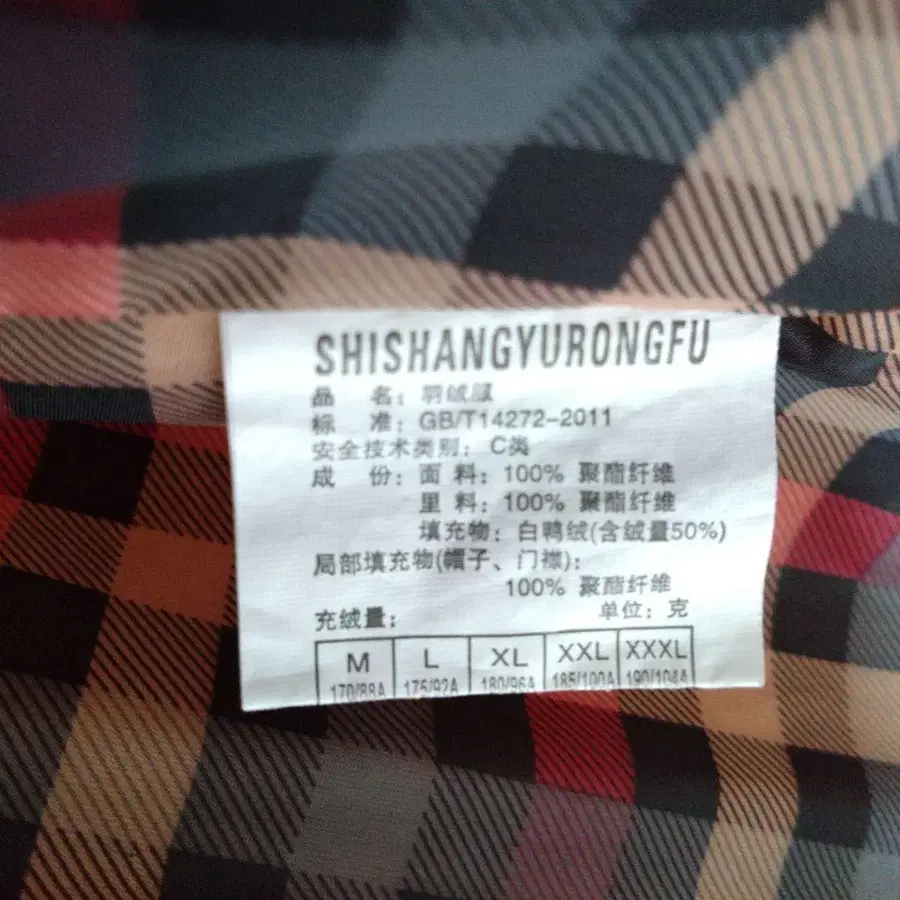 SHISHANGYURONGFU
品 名：羽绒服
标 准：GB/T14272-2011
安全技术类别：C类
成 份：面 料：100% 聚酯纤维
里 料：100% 聚酯纤维
填充物：白鸭绒(含绒量50%)
局部填充物(帽子、门襟)：
100% 聚酯纤维
充绒量： 单位：克
M L XL XXL XXXL
170/88A 175/92A 180/96A 185/100A 190/104A